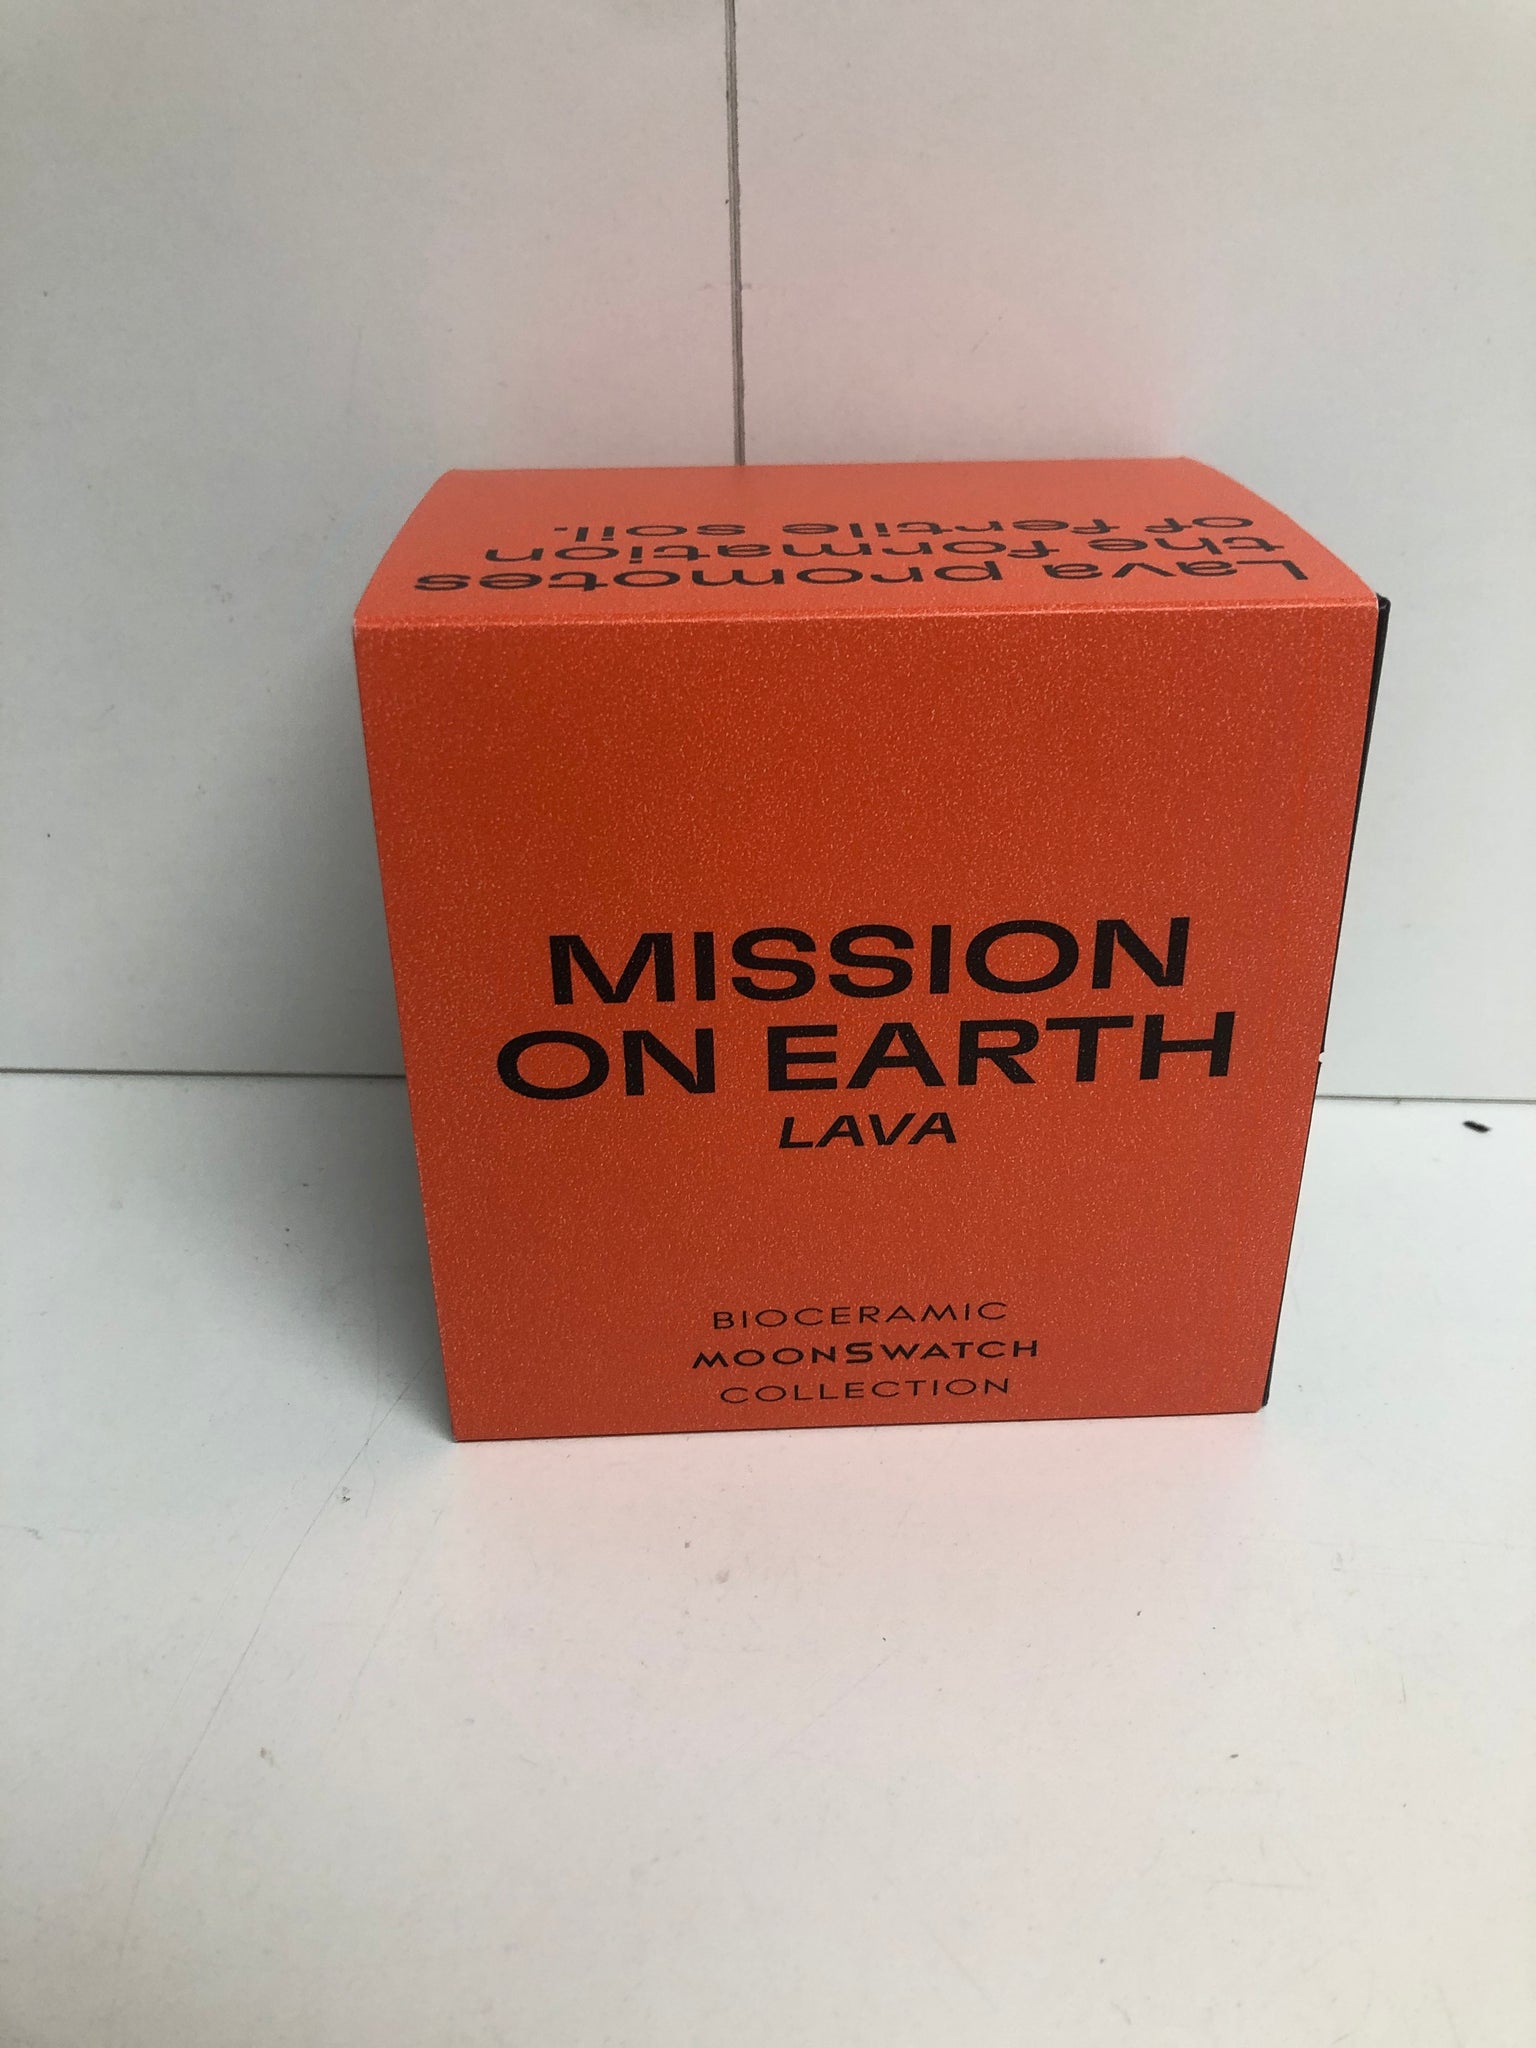 Lava promotes
the formation
of fertile soil.
MISSION
ON EARTH
LAVA
BIOCERAMIC
MOONSWATCH
COLLECTION